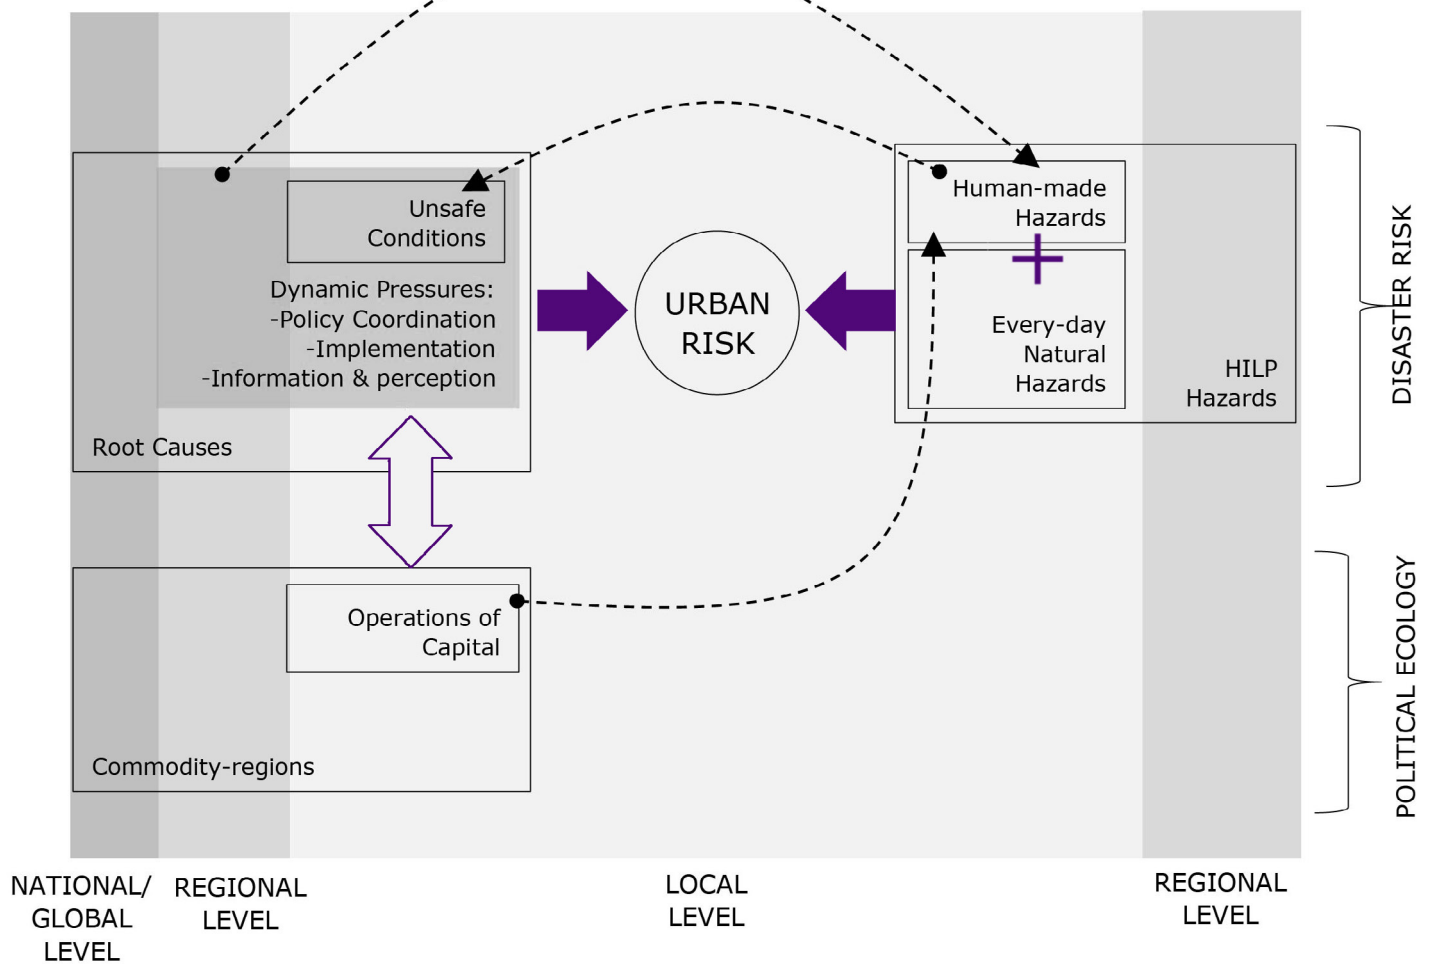 Unsafe
Conditions
Dynamic Pressures:
-Policy Coordination
-Implementation
-Information & perception
Root Causes
URBAN
RISK
Human-made
Hazards
Every-day
Natural
Hazards
HILP
Hazards
DISASTER RISK
Operations of
Capital
Commodity-regions
POLITICAL ECOLOGY
NATIONAL/
GLOBAL
LEVEL
REGIONAL
LEVEL
LOCAL
LEVEL
REGIONAL
LEVEL